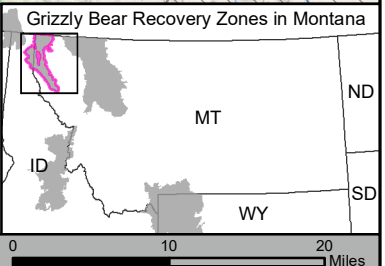 Grizzly Bear Recovery Zones in Montana
ND
MT
ID
SD
WY
0 10 20
Miles